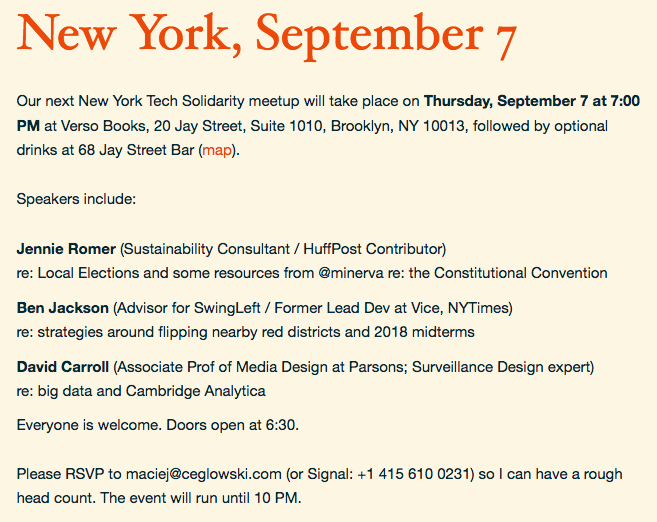 New York, September 7
Our next New York Tech Solidarity meetup will take place on Thursday, September 7 at 7:00
PM at Verso Books, 20 Jay Street, Suite 1010, Brooklyn, NY 10013, followed by optional
drinks at 68 Jay Street Bar (map).
Speakers include:
Jennie Romer (Sustainability Consultant / HuffPost Contributor)
re: Local Elections and some resources from @minerva re: the Constitutional Convention
Ben Jackson (Advisor for SwingLeft / Former Lead Dev at Vice, NYTimes)
re: strategies around flipping nearby red districts and 2018 midterms
David Carroll (Associate Prof of Media Design at Parsons; Surveillance Design expert)
re: big data and Cambridge Analytica
Everyone is welcome. Doors open at 6:30.
Please RSVP to maciej@ceglowski.com (or Signal: +1 415 610 0231) so I can have a rough
head count. The event will run until 10 PM.